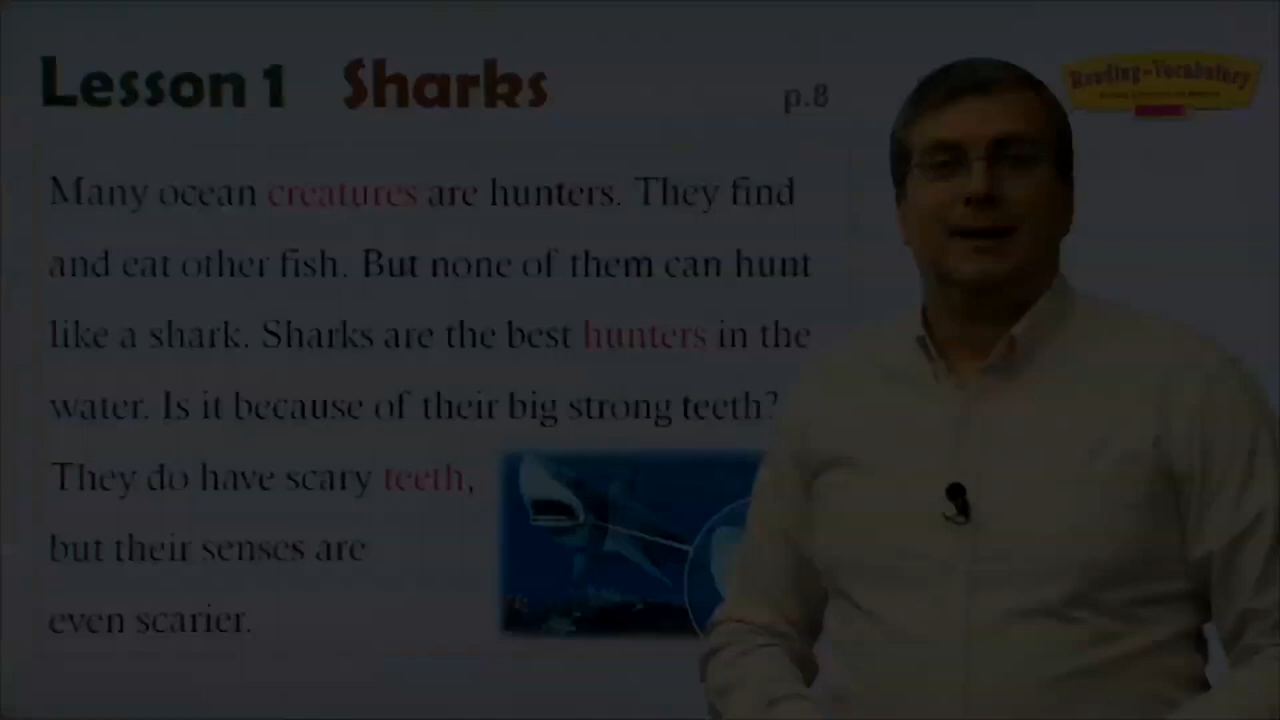 Lesson 1 Sharks
p.8
Reading for Vocabulary
Many ocean creatures are hunters. They find
and eat other fish. But none of them can hunt
like a shark. Sharks are the best hunters in the
water. Is it because of their big strong teeth?
They do have scary teeth,
but their senses are
even scarier.